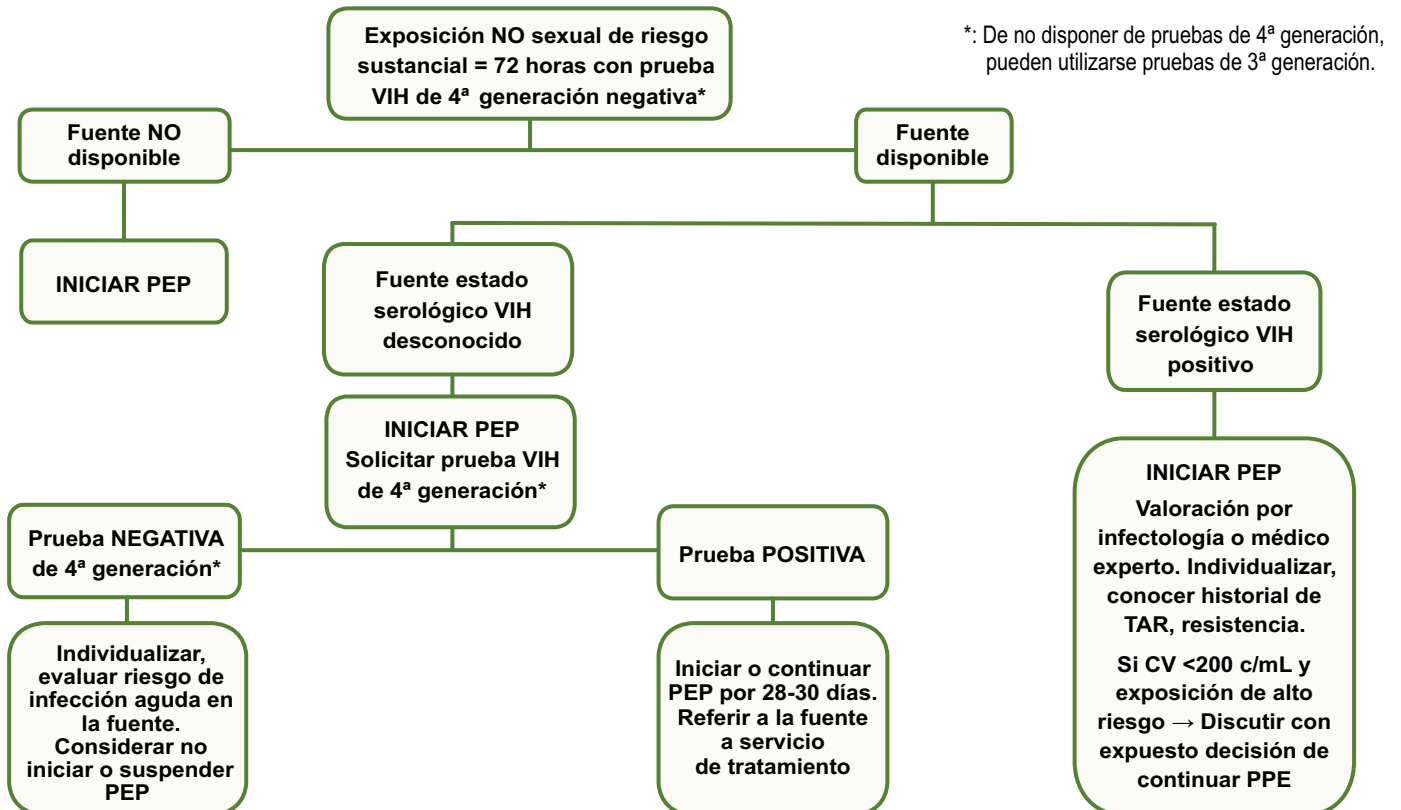 Exposición NO sexual de riesgo
sustancial = 72 horas con prueba
VIH de 4ª generación negativa*
*: De no disponer de pruebas de 4ª generación,
pueden utilizarse pruebas de 3ª generación.
Fuente NO
disponible
Fuente
disponible
INICIAR PEP
Fuente estado
serológico VIH
desconocido
Fuente estado
serológico VIH
positivo
INICIAR PEP
Solicitar prueba VIH
de 4ª generación*
Prueba NEGATIVA
de 4ª generación*
Prueba POSITIVA
Individualizar,
evaluar riesgo de
infección aguda en
la fuente.
Considerar no
iniciar o suspender
PEP
Iniciar o continuar
PEP por 28-30 días.
Referir a la fuente
a servicio
de tratamiento
INICIAR PEP
Valoración por
infectología o médico
experto. Individualizar,
conocer historial de
TAR, resistencia.
Si CV <200 c/mL y
exposición de alto
riesgo → Discutir con
expuesto decisión de
continuar PPE